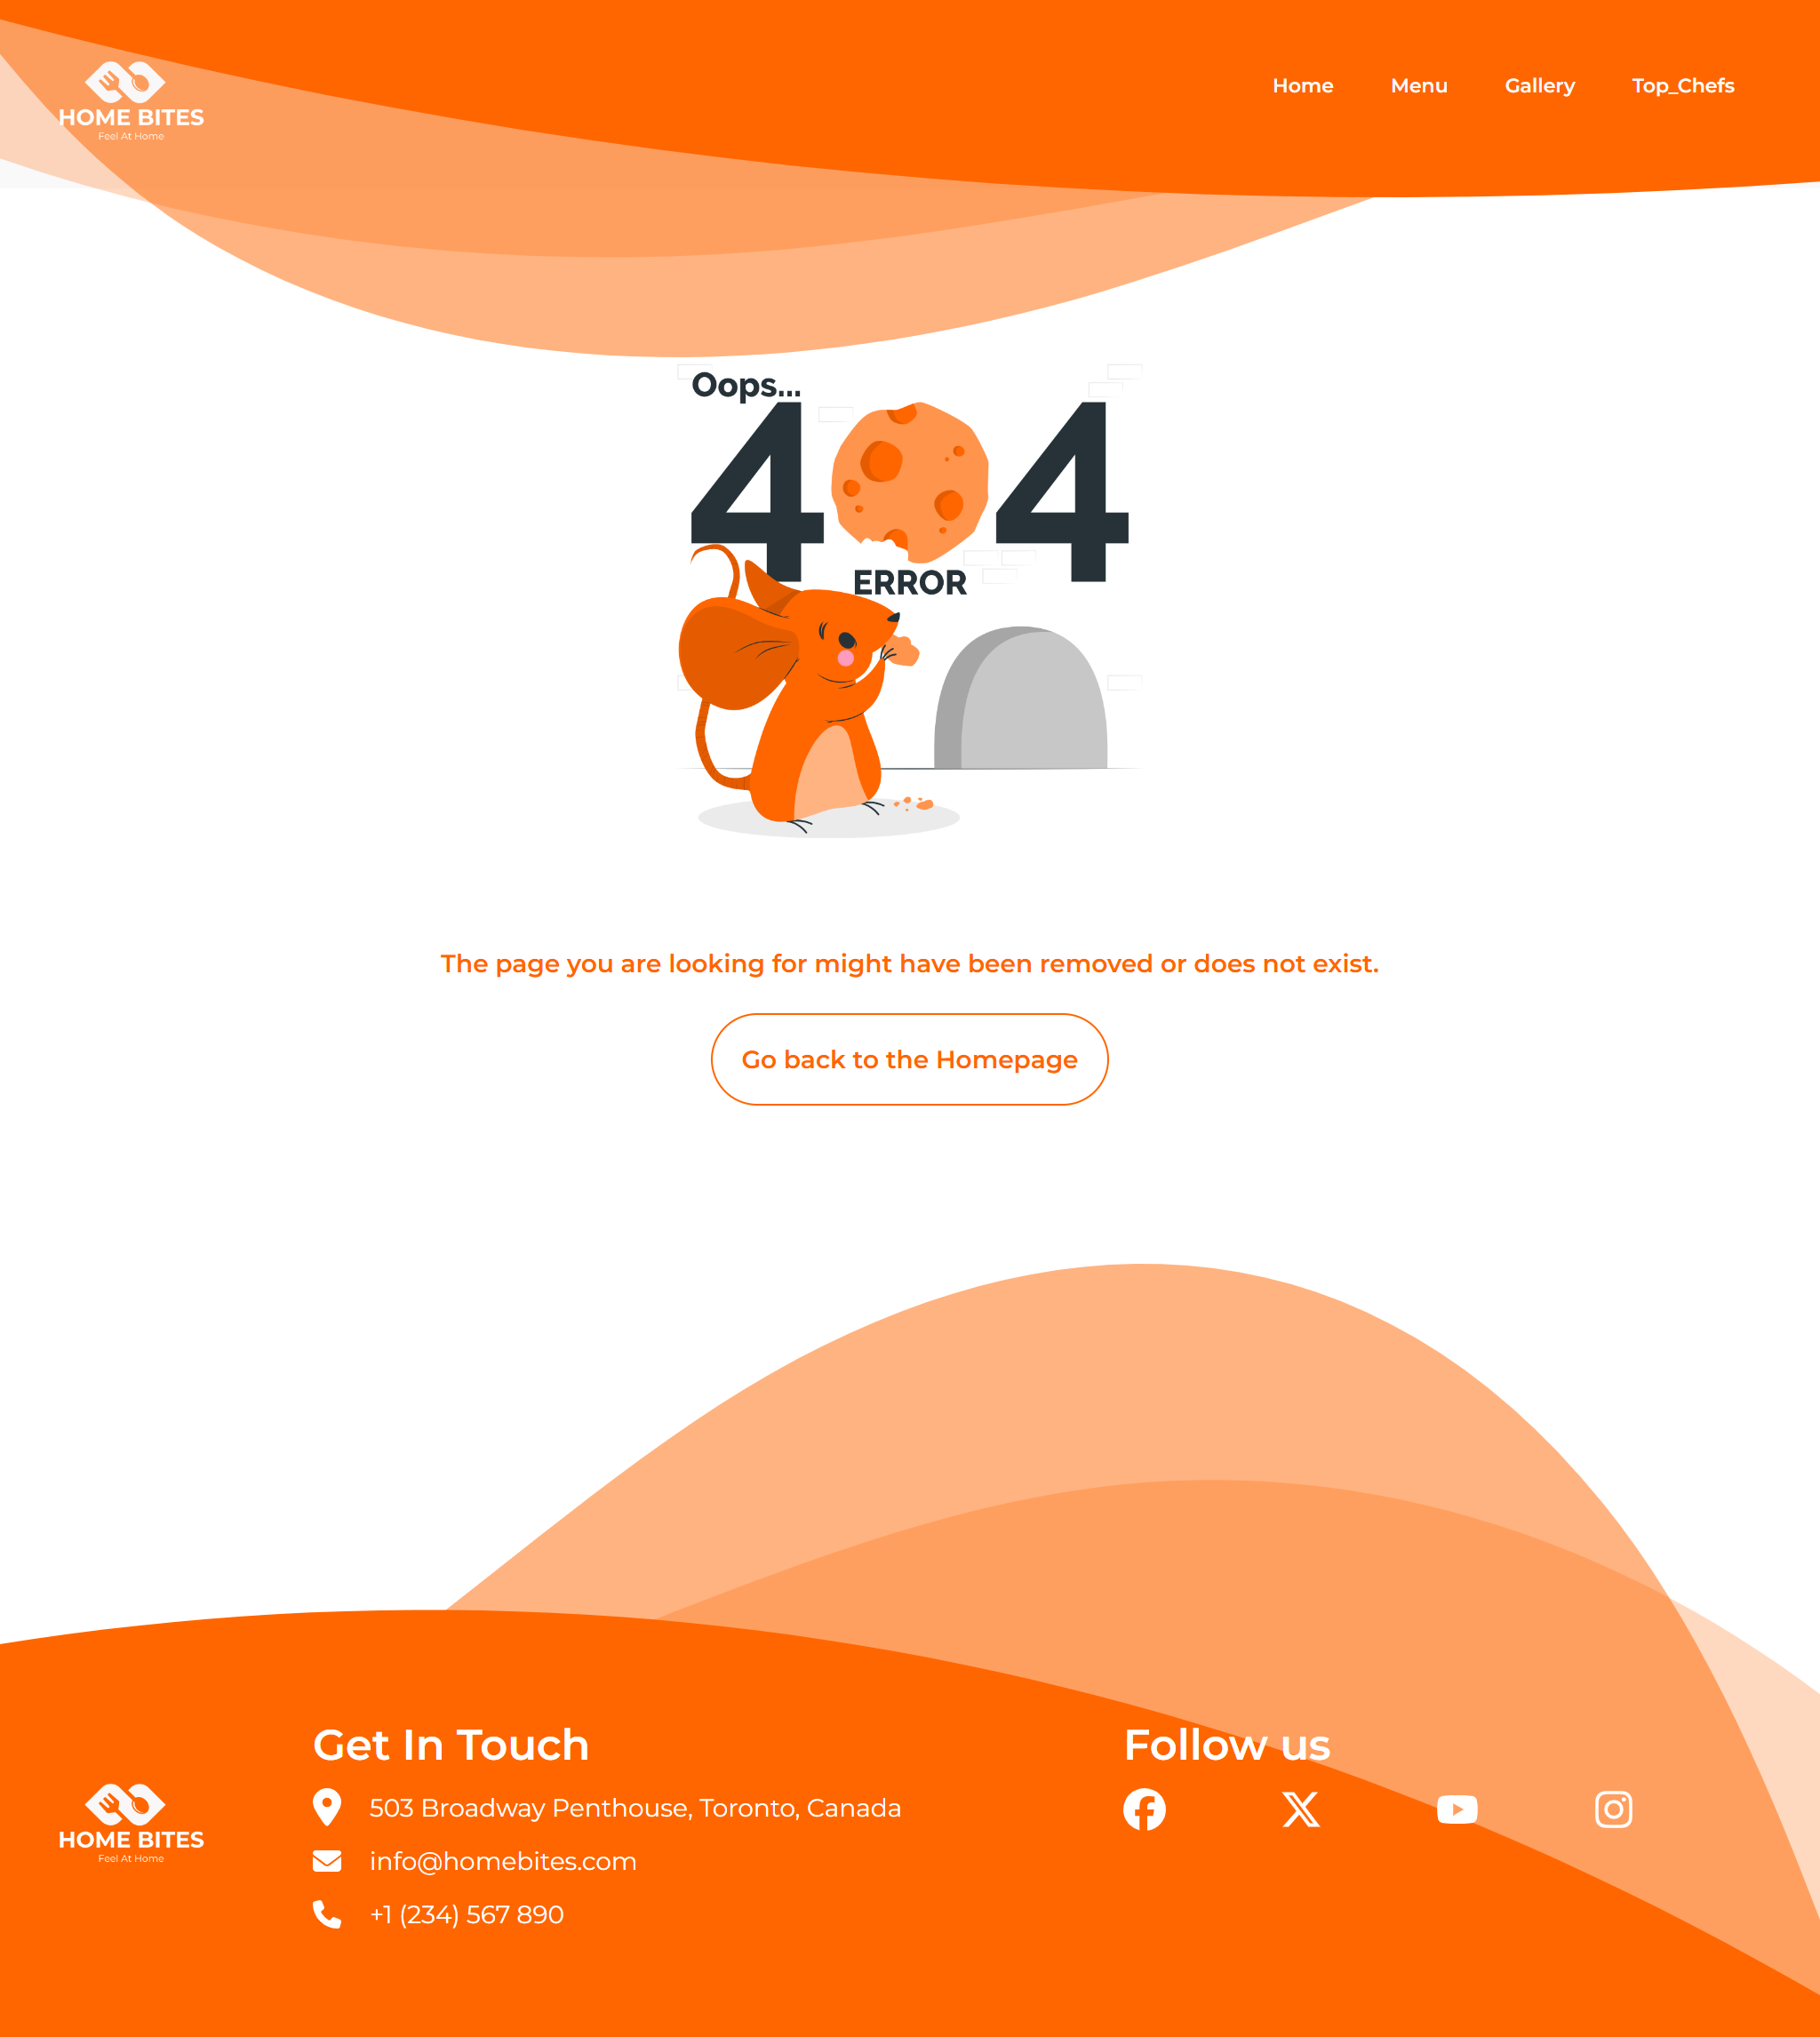 HOME BITES
Feel At Home
Home Menu Gallery Top_Chefs
Oops...
404
ERROR
The page you are looking for might have been removed or does not exist.
Go back to the Homepage
HOME BITES
Feel At Home
Get In Touch
503 Broadway Penthouse, Toronto, Canada
info@homebites.com
+1 (234) 567 890
Follow us